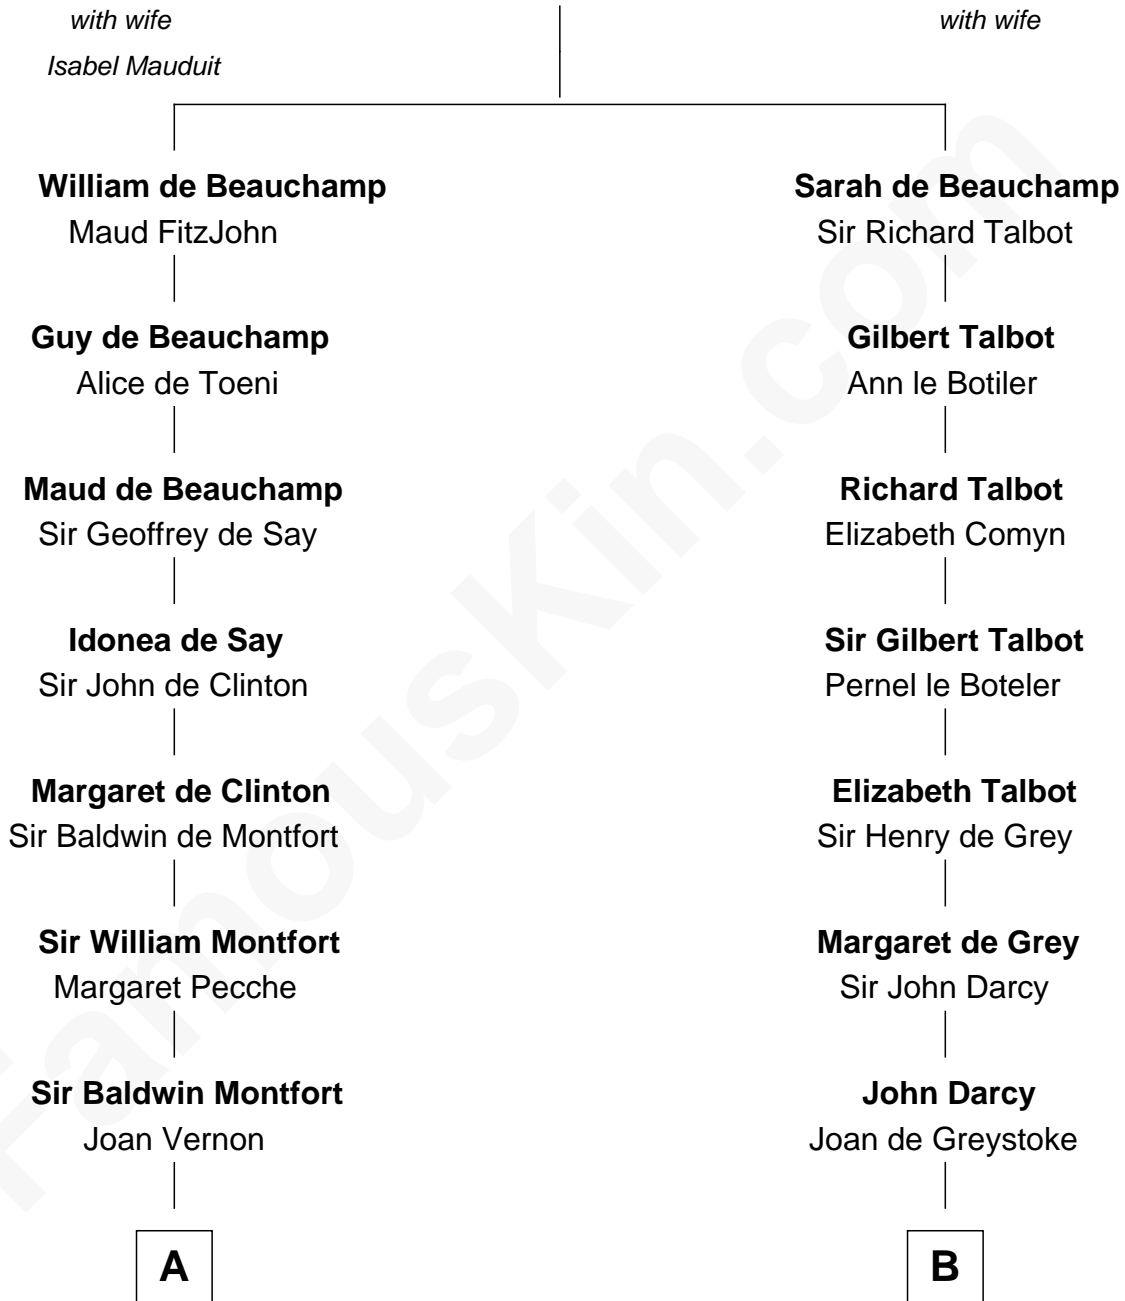 with wife
with wife
Isabel Mauduit
William de Beauchamp
Maud FitzJohn
Sarah de Beauchamp
Sir Richard Talbot
Guy de Beauchamp
Alice de Toeni
Gilbert Talbot
Ann le Botiler
Maud de Beauchamp
Sir Geoffrey de Say
Richard Talbot
Elizabeth Comyn
Idonea de Say
Sir John de Clinton
Sir Gilbert Talbot
Pernel le Boteler
Margaret de Clinton
Sir Baldwin de Montfort
Elizabeth Talbot
Sir Henry de Grey
Sir William Montfort
Margaret Pecche
Margaret de Grey
Sir John Darcy
Sir Baldwin Montfort
Joan Vernon
John Darcy
Joan de Greystoke
A
B
FamousKin.com